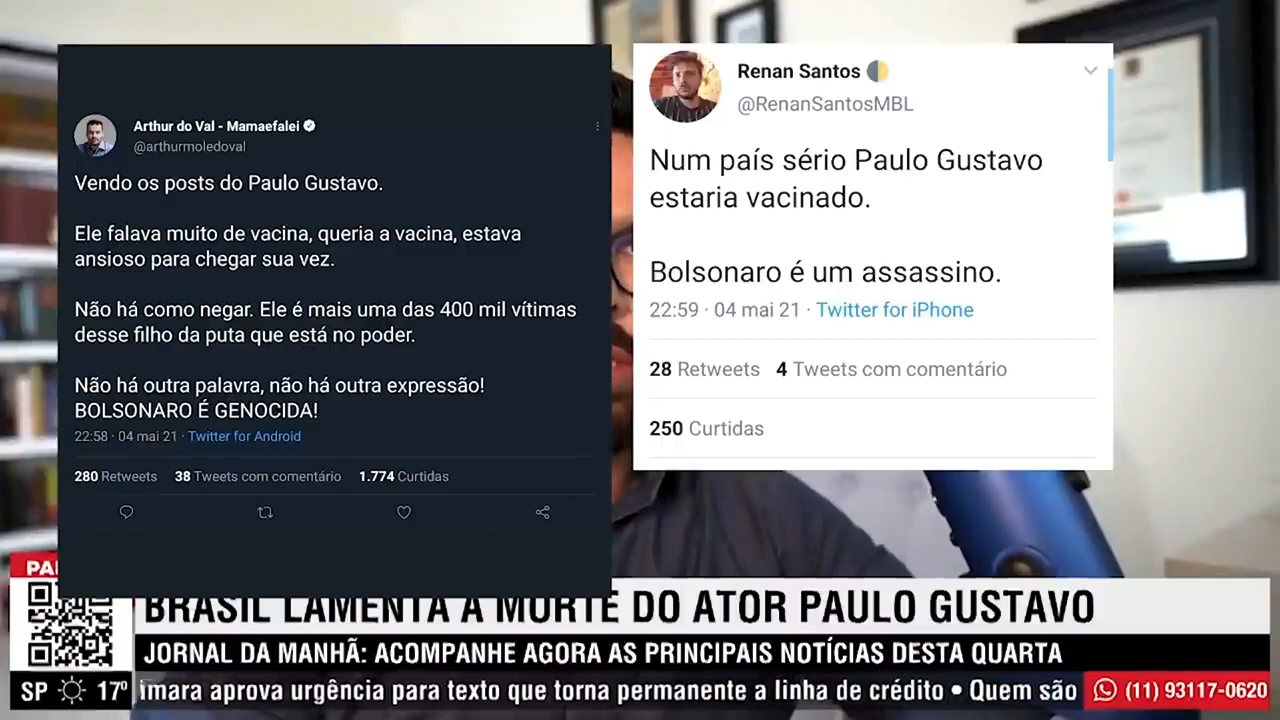 Arthur do Val - Mamaefalei
@arthurmoledoval
Vendo os posts do Paulo Gustavo.
Ele falava muito de vacina, queria a vacina, estava
ansioso para chegar sua vez.
Não há como negar. Ele é mais uma das 400 mil vítimas
desse filho da puta que está no poder.
Não há outra palavra, não há outra expressão!
BOLSONARO É GENOCIDA!
22:58 · 04 mai 21 · Twitter for Android
280 Retweets 38 Tweets com comentário 1.774 Curtidas
Renan Santos
@RenanSantosMBL
Num país sério Paulo Gustavo
estaria vacinado.
Bolsonaro é um assassino.
22:59 · 04 mai 21 · Twitter for iPhone
28 Retweets 4 Tweets com comentário
250 Curtidas
BRASIL LAMENTA A MORTE DO ATOR PAULO GUSTAVO
JORNAL DA MANHÃ: ACOMPANHE AGORA AS PRINCIPAIS NOTÍCIAS DESTA QUARTA
SP 17º aprova urgência para texto que torna permanente a linha de crédito • Quem são (11) 93117-0620